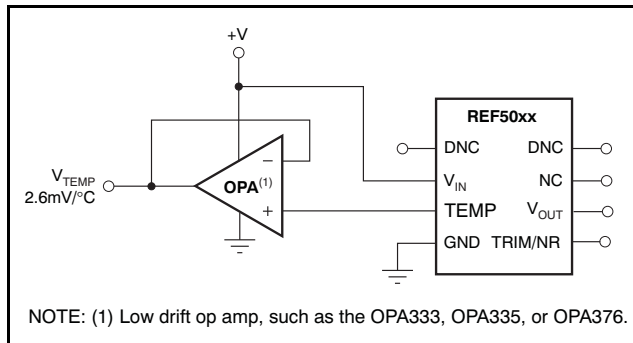 +V
REF50xx
DNC DNC
V_IN NC
TEMP V_OUT
GND TRIM/NR
V_TEMP
2.6mV/°C
OPA(1)
−
+
NOTE: (1) Low drift op amp, such as the OPA333, OPA335, or OPA376.